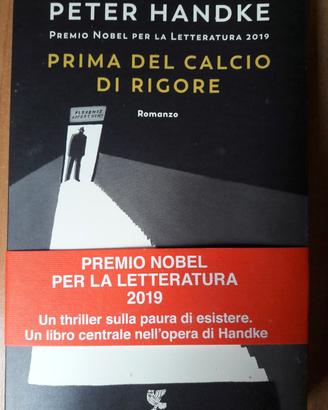 PETER HANDKE
PREMIO NOBEL PER LA LETTERATURA 2019
PRIMA DEL CALCIO
DI RIGORE
Romanzo
PREMIO NOBEL
PER LA LETTERATURA
2019
Un thriller sulla paura di esistere.
Un libro centrale nell'opera di Handke